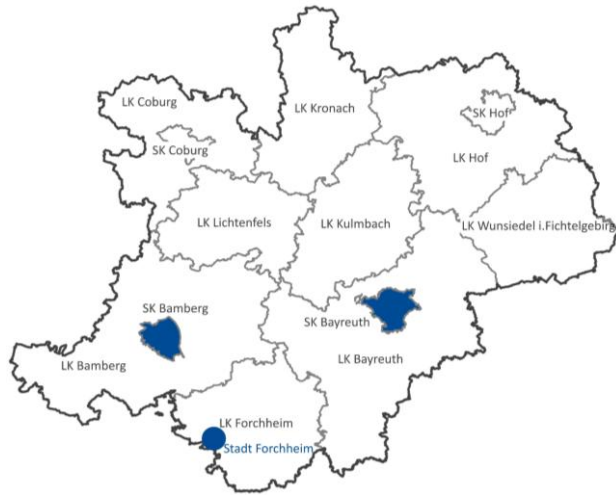 LK Coburg
LK Kronach
SK Hof
SK Coburg
LK Hof
LK Lichtenfels
LK Kulmbach
LK Wunsiedel i.Fichtelgebirg
SK Bamberg
SK Bayreuth
LK Bamberg
LK Bayreuth
LK Forchheim
Stadt Forchheim